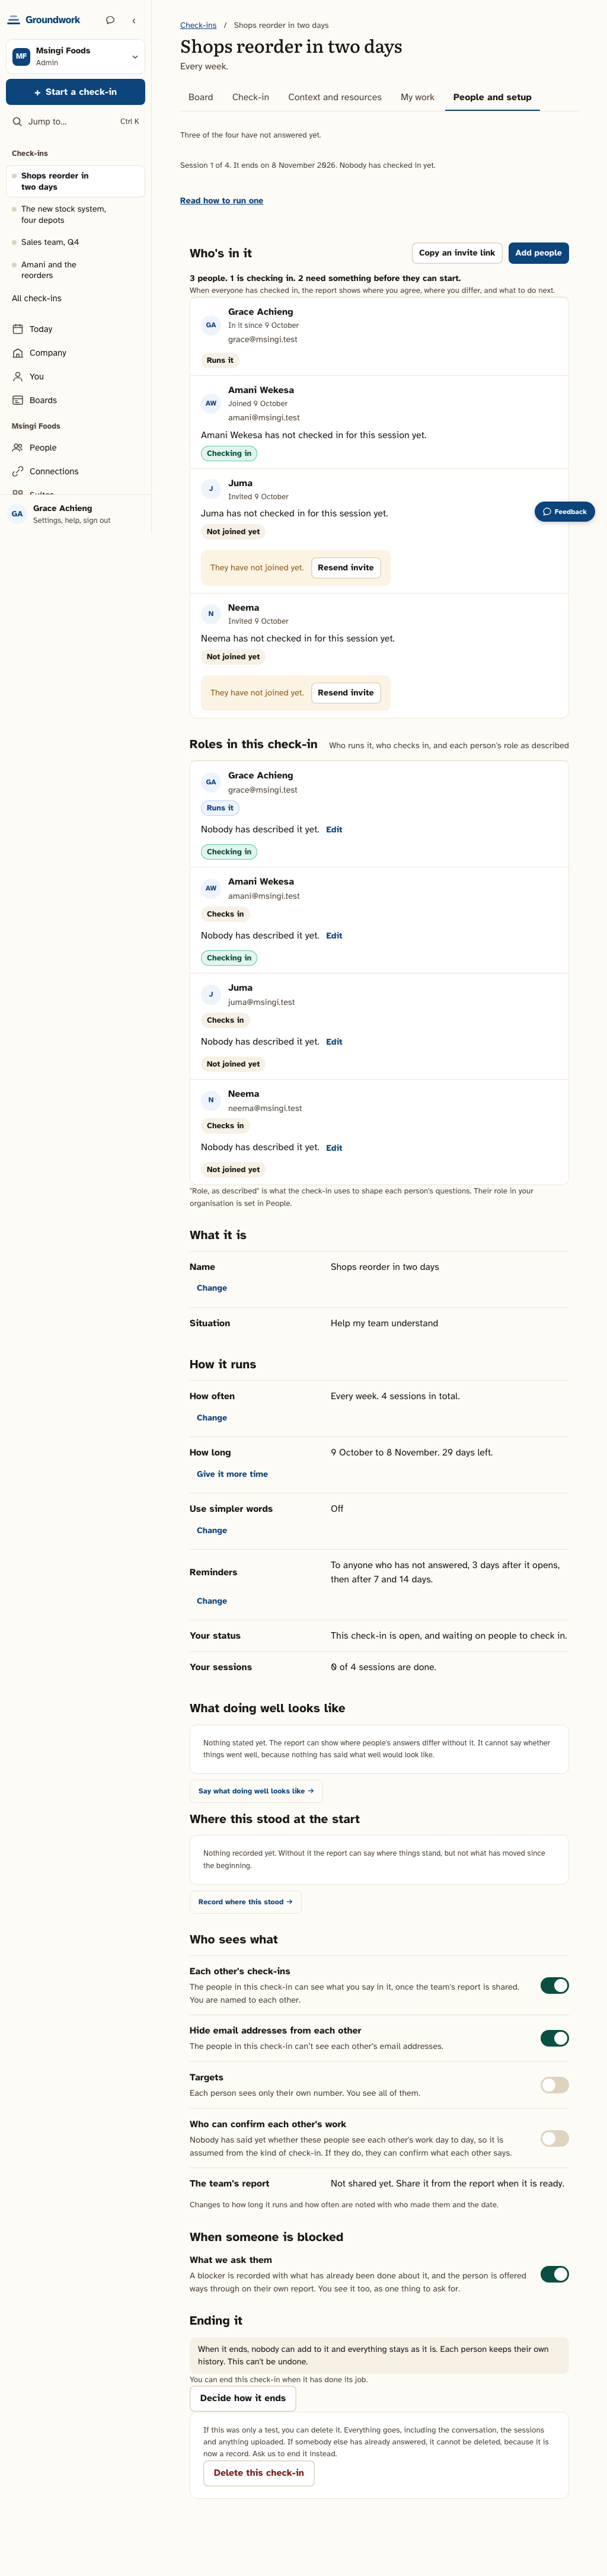 Groundwork
MF
Msingi Foods
Admin
+ Start a check-in
Jump to...
Ctrl K
Check-ins
Shops reorder in
two days
The new stock system,
four depots
Sales team, Q4
Amani and the
reorders
All check-ins
Today
Company
You
Boards
Msingi Foods
People
Connections
GA
Grace Achieng
Settings, help, sign out
Check-ins / Shops reorder in two days
Shops reorder in two days
Every week.
Board
Check-in
Context and resources
My work
People and setup
Three of the four have not answered yet.
Session 1 of 4. It ends on 8 November 2026. Nobody has checked in yet.
Read how to run one
Who's in it
Copy an invite link
Add people
3 people. 1 is checking in. 2 need something before they can start.
When everyone has checked in, the report shows where you agree, where you differ, and what to do next.
GA
Grace Achieng
In it since 9 October
grace@msingi.test
Runs it
AW
Amani Wekesa
Joined 9 October
amani@msingi.test
Amani Wekesa has not checked in for this session yet.
Checking in
J
Juma
Invited 9 October
Juma has not checked in for this session yet.
Not joined yet
They have not joined yet.
Resend invite
Feedback
N
Neema
Invited 9 October
Neema has not checked in for this session yet.
Not joined yet
They have not joined yet.
Resend invite
Roles in this check-in
Who runs it, who checks in, and each person's role as described
GA
Grace Achieng
grace@msingi.test
Runs it
Nobody has described it yet. Edit
Checking in
AW
Amani Wekesa
amani@msingi.test
Checks in
Nobody has described it yet. Edit
Checking in
J
Juma
juma@msingi.test
Checks in
Nobody has described it yet. Edit
Not joined yet
N
Neema
neema@msingi.test
Checks in
Nobody has described it yet. Edit
Not joined yet
"Role, as described" is what the check-in uses to shape each person's questions. Their role in your
organisation is set in People.
What it is
Name
Shops reorder in two days
Change
Situation
Help my team understand
How it runs
How often
Every week. 4 sessions in total.
Change
How long
9 October to 8 November. 29 days left.
Give it more time
Use simpler words
Off
Change
Reminders
To anyone who has not answered, 3 days after it opens,
then after 7 and 14 days.
Change
Your status
This check-in is open, and waiting on people to check in.
Your sessions
0 of 4 sessions are done.
What doing well looks like
Nothing stated yet. The report can show where people's answers differ without it. It cannot say whether
things went well, because nothing has said what well would look like.
Say what doing well looks like →
Where this stood at the start
Nothing recorded yet. Without it the report can say where things stand, but not what has moved since
the beginning.
Record where this stood →
Who sees what
Each other's check-ins
The people in this check-in can see what you say in it, once the team's report is shared.
You are named to each other.
Hide email addresses from each other
The people in this check-in can't see each other's email addresses.
Targets
Each person sees only their own number. You see all of them.
Who can confirm each other's work
Nobody has said yet whether these people see each other's work day to day, so it is
assumed from the kind of check-in. If they do, they can confirm what each other says.
The team's report
Not shared yet. Share it from the report when it is ready.
Changes to how long it runs and how often are noted with who made them and the date.
When someone is blocked
What we ask them
A blocker is recorded with what has already been done about it, and the person is offered
ways through on their own report. You see it too, as one thing to ask for.
Ending it
When it ends, nobody can add to it and everything stays as it is. Each person keeps their own
history. This can't be undone.
You can end this check-in when it has done its job.
Decide how it ends
If this was only a test, you can delete it. Everything goes, including the conversation, the sessions
and anything uploaded. If somebody else has already answered, it cannot be deleted, because it is
now a record. Ask us to end it instead.
Delete this check-in